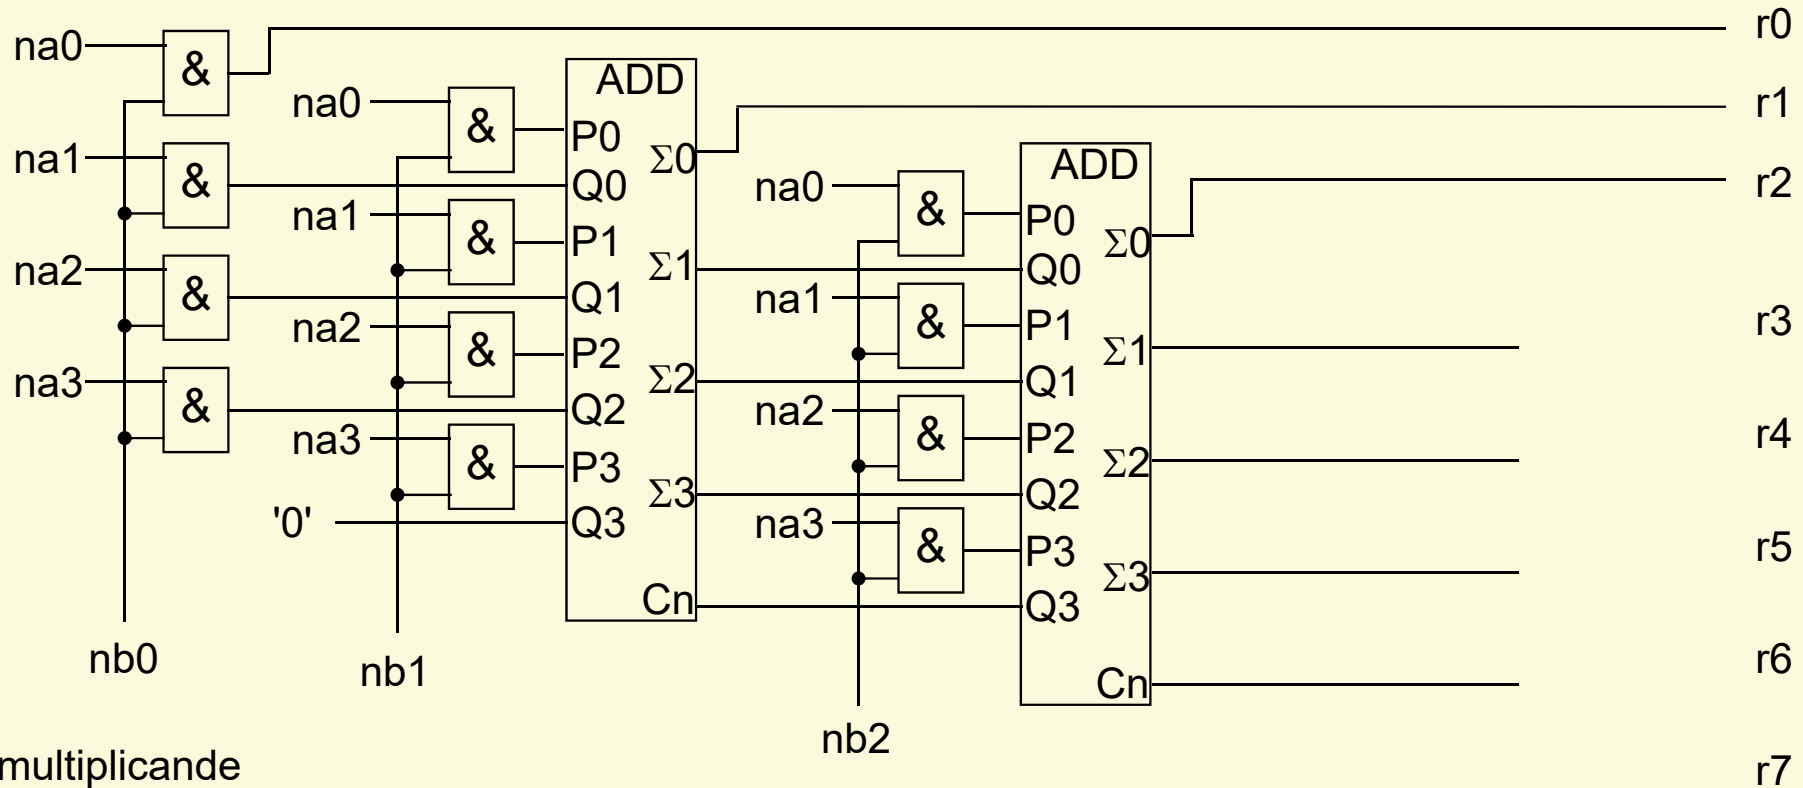 na0
&
na1
&
na2
&
na3
&
nb0
na0
&
na1
&
na2
&
na3
&
'0'
nb1
ADD
P0
Q0
P1
Q1
P2
Q2
P3
Q3
Σ0
Σ1
Σ2
Σ3
Cn
na0
&
na1
&
na2
&
na3
&
nb2
ADD
P0
Q0
P1
Q1
P2
Q2
P3
Q3
Σ0
Σ1
Σ2
Σ3
Cn
r0
r1
r2
r3
r4
r5
r6
r7
multiplicande